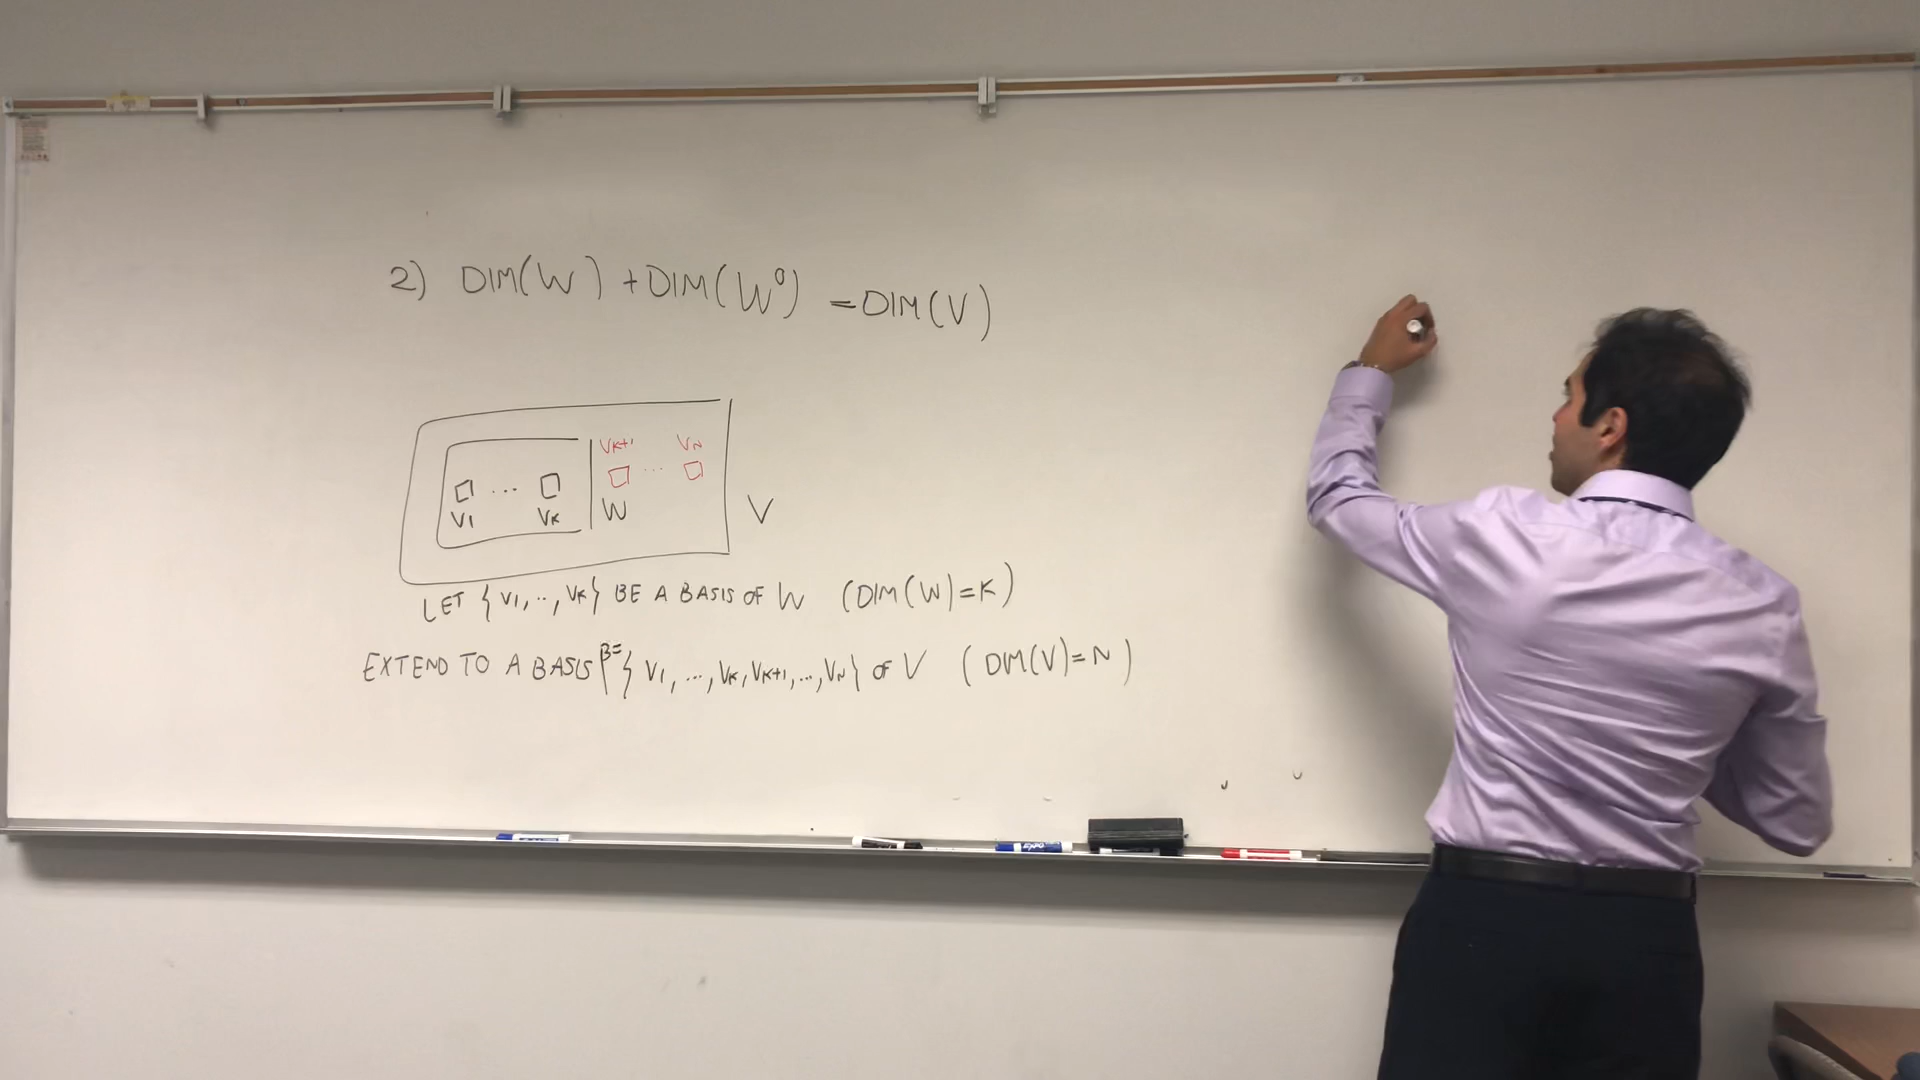 2) DIM(W) + DIM(W⁰) = DIM(V)
VK+1 ... VN
...
V1 VK W V
LET {V1, .., VK} BE A BASIS OF W (DIM(W)=K)
EXTEND TO A BASIS β= {V1, ..., VK, VK+1, ..., VN} OF V (DIM(V)=N)
EXPO